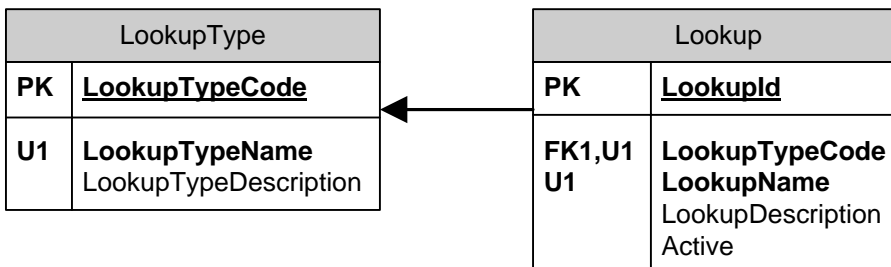 LookupType
PK LookupTypeCode
U1 LookupTypeName
LookupTypeDescription
Lookup
PK LookupId
FK1,U1 LookupTypeCode
U1 LookupName
LookupDescription
Active